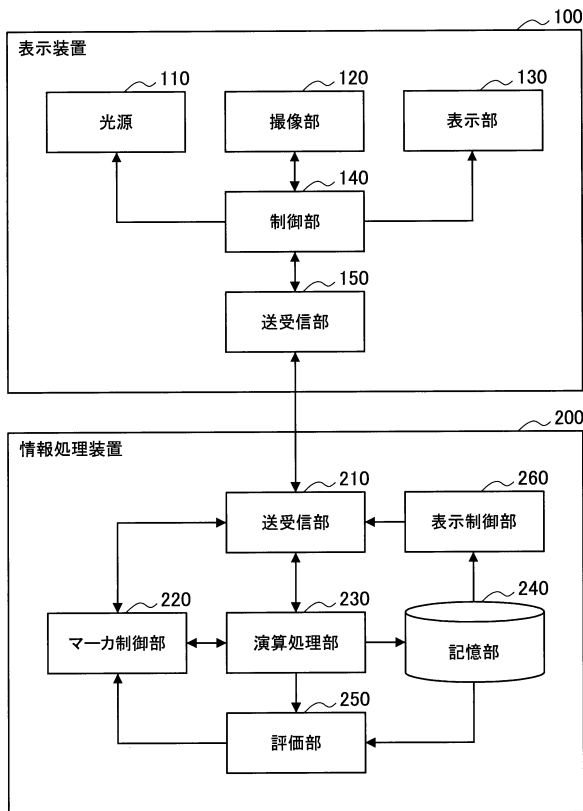 100
表示装置
110
120
130
光源
撮像部
表示部
140
制御部
150
送受信部
200
情報処理装置
210
260
送受信部
表示制御部
220
230
240
マーカ制御部
演算処理部
記憶部
250
評価部